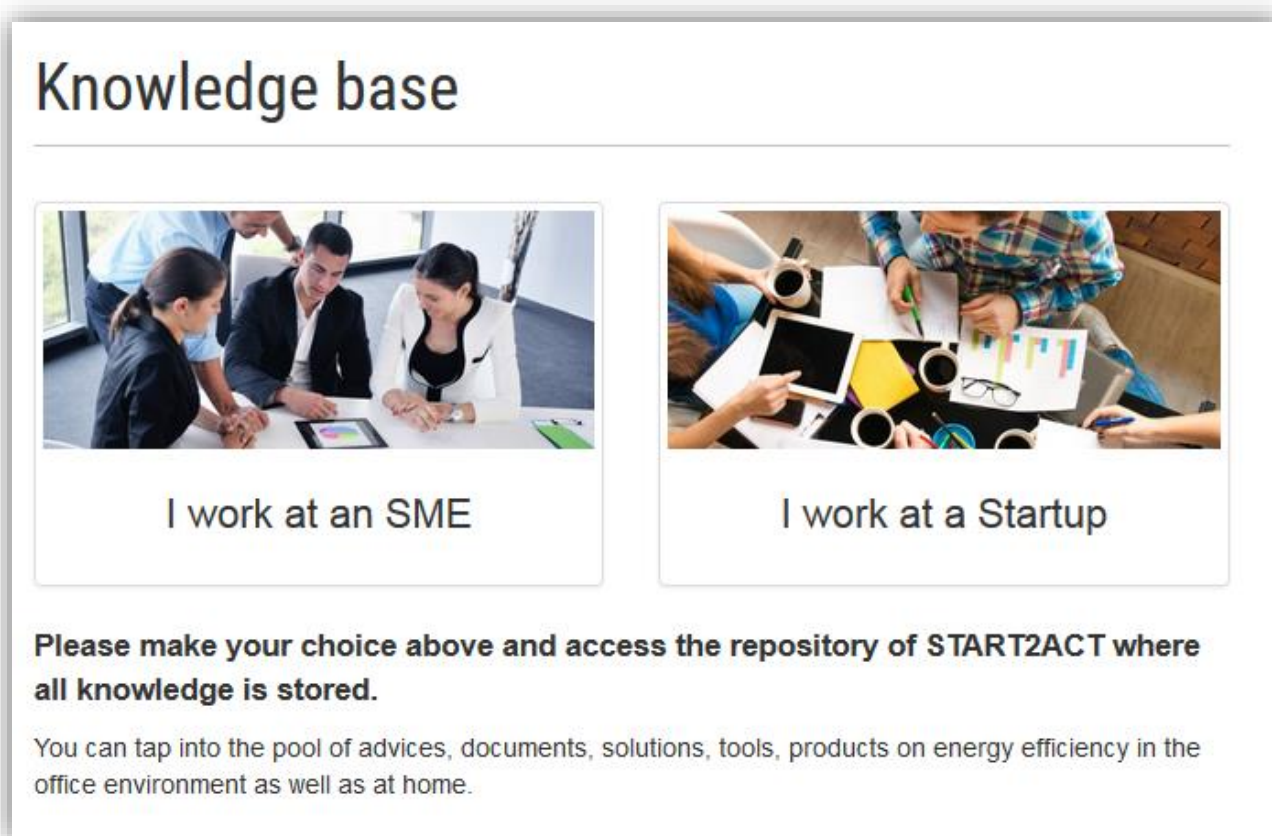 Knowledge base
I work at an SME
I work at a Startup
Please make your choice above and access the repository of START2ACT where
all knowledge is stored.
You can tap into the pool of advices, documents, solutions, tools, products on energy efficiency in the
office environment as well as at home.